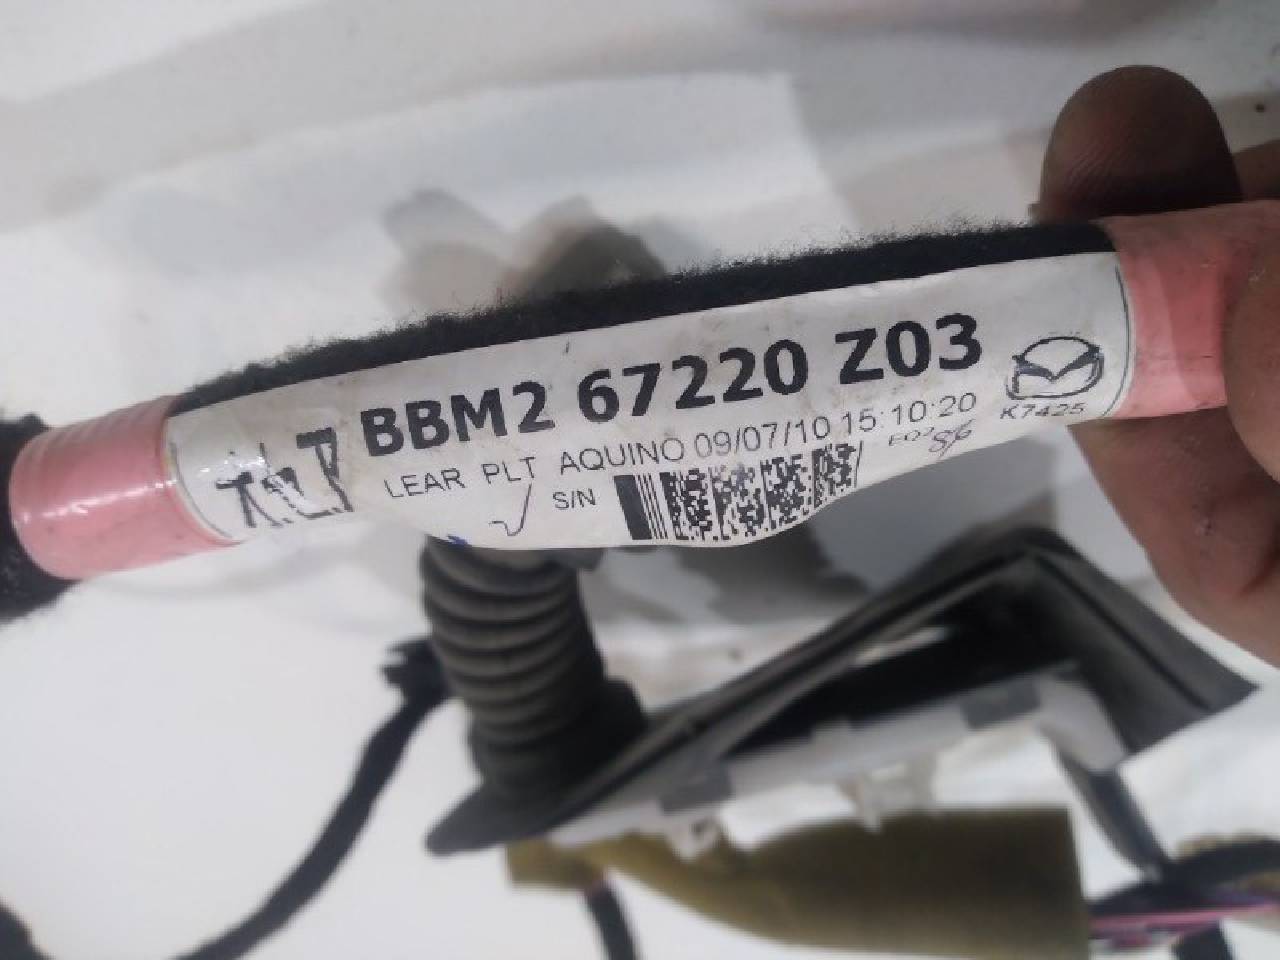 BBM2 67220 Z03
LEAR PLT AQUINO 09/07/10 15:10:20
K7425
S/N